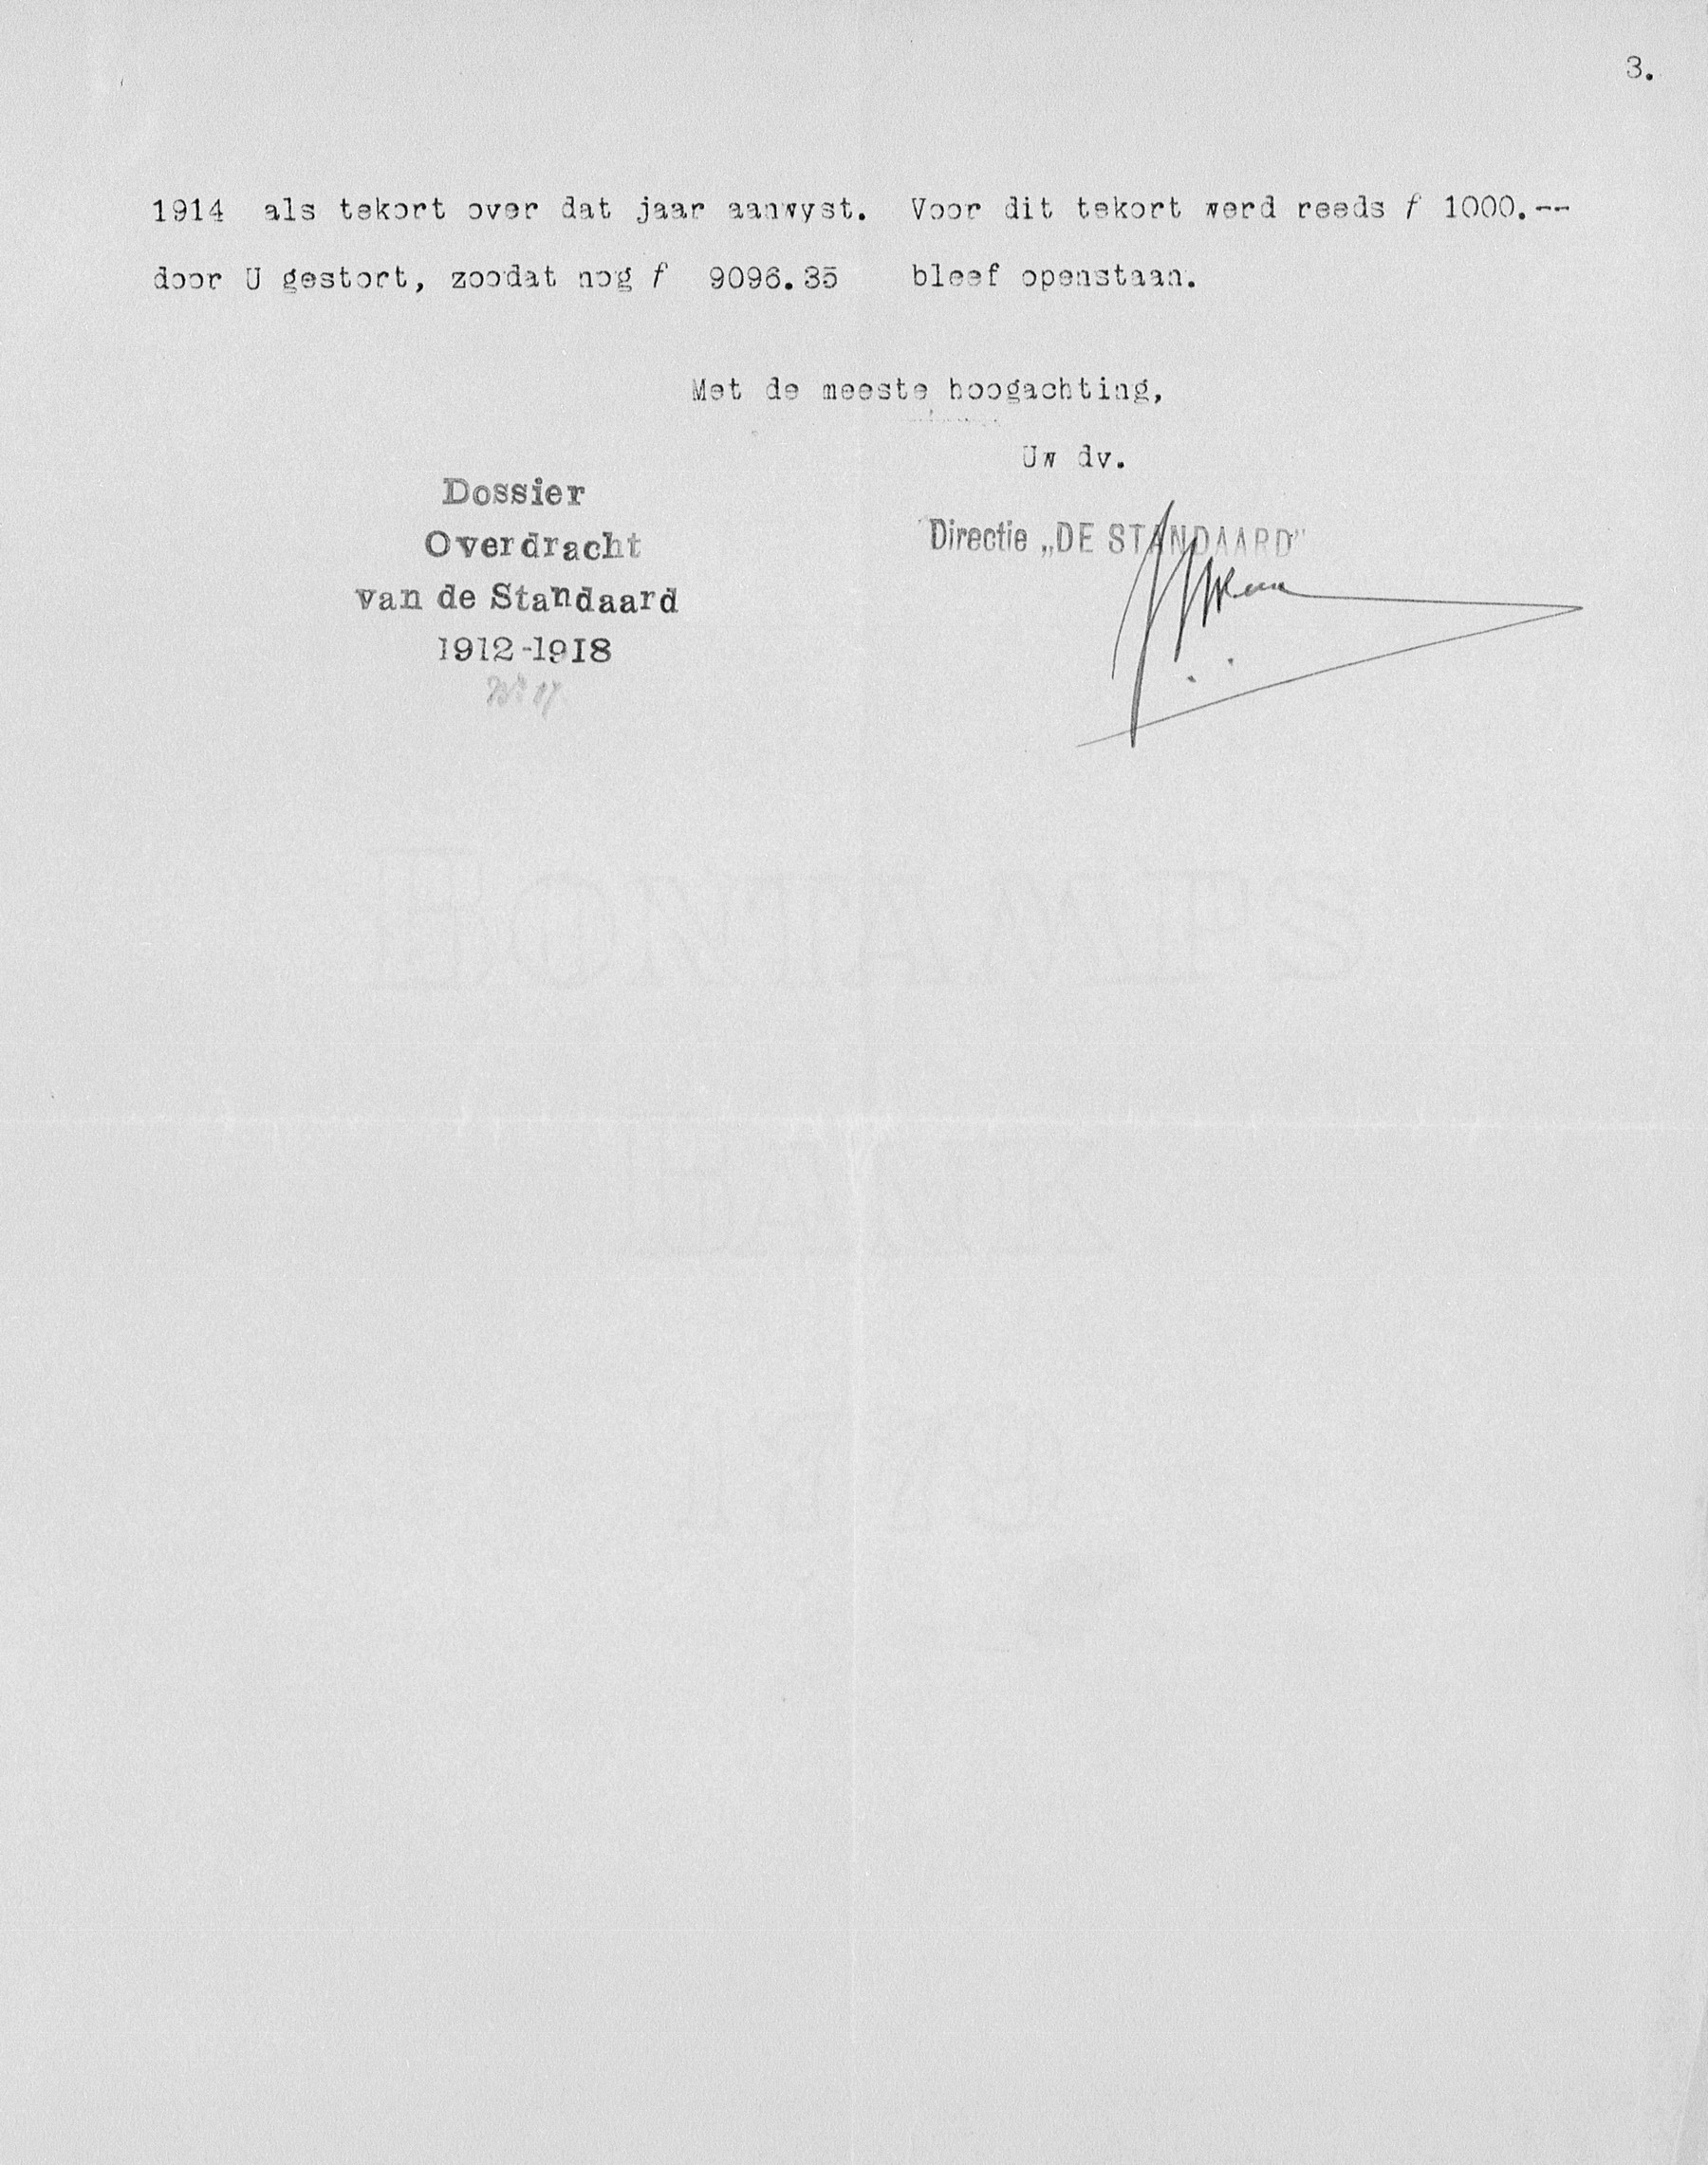 3.
1914 als tekort over dat jaar aanwyst. Voor dit tekort werd reeds f 1000.--
door U gestort, zoodat nog f 9096.35 bleef openstaan.
Met de meeste hoogachting,
Uw dv.
Directie „DE STANDAARD"
Dossier
Overdracht
van de Standaard
1912-1918